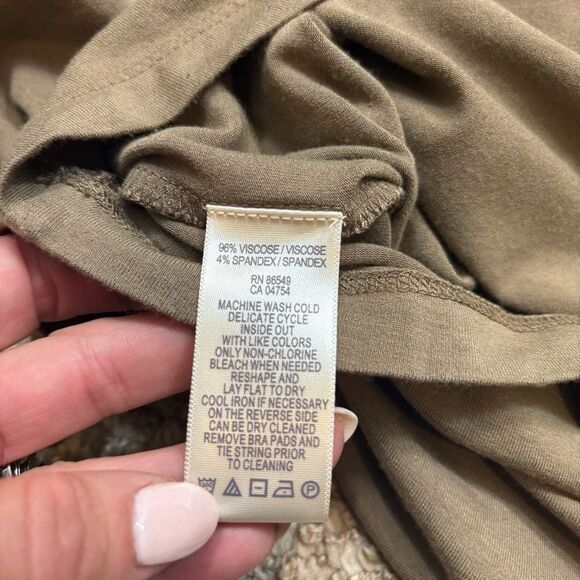 96% VISCOSE / VISCOSE
4% SPANDEX / SPANDEX
RN 86549
CA 04754
MACHINE WASH COLD
DELICATE CYCLE
INSIDE OUT
WITH LIKE COLORS
ONLY NON-CHLORINE
BLEACH WHEN NEEDED
RESHAPE AND
LAY FLAT TO DRY
COOL IRON IF NECESSARY
ON THE REVERSE SIDE
CAN BE DRY CLEANED
REMOVE BRA PADS AND
TIE STRING PRIOR
TO CLEANING
P